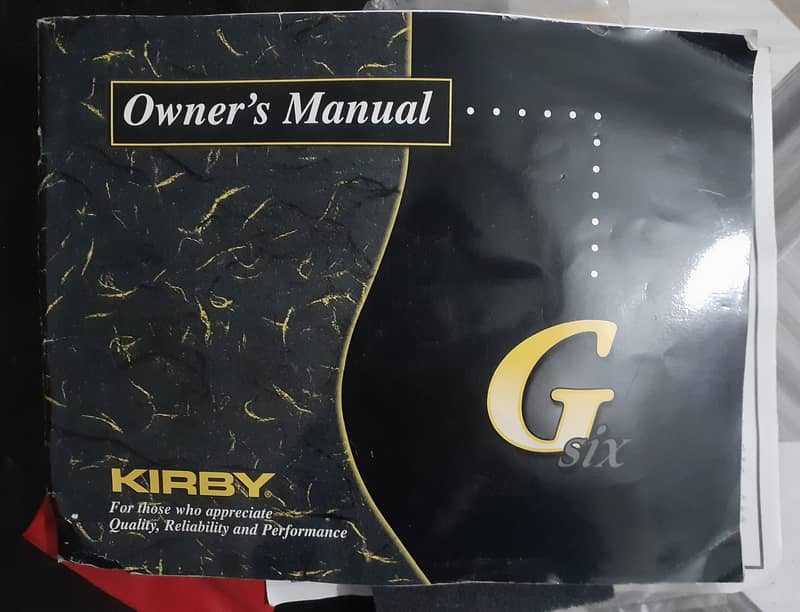 Owner's Manual
G
six
KIRBY®
For those who appreciate
Quality, Reliability and Performance